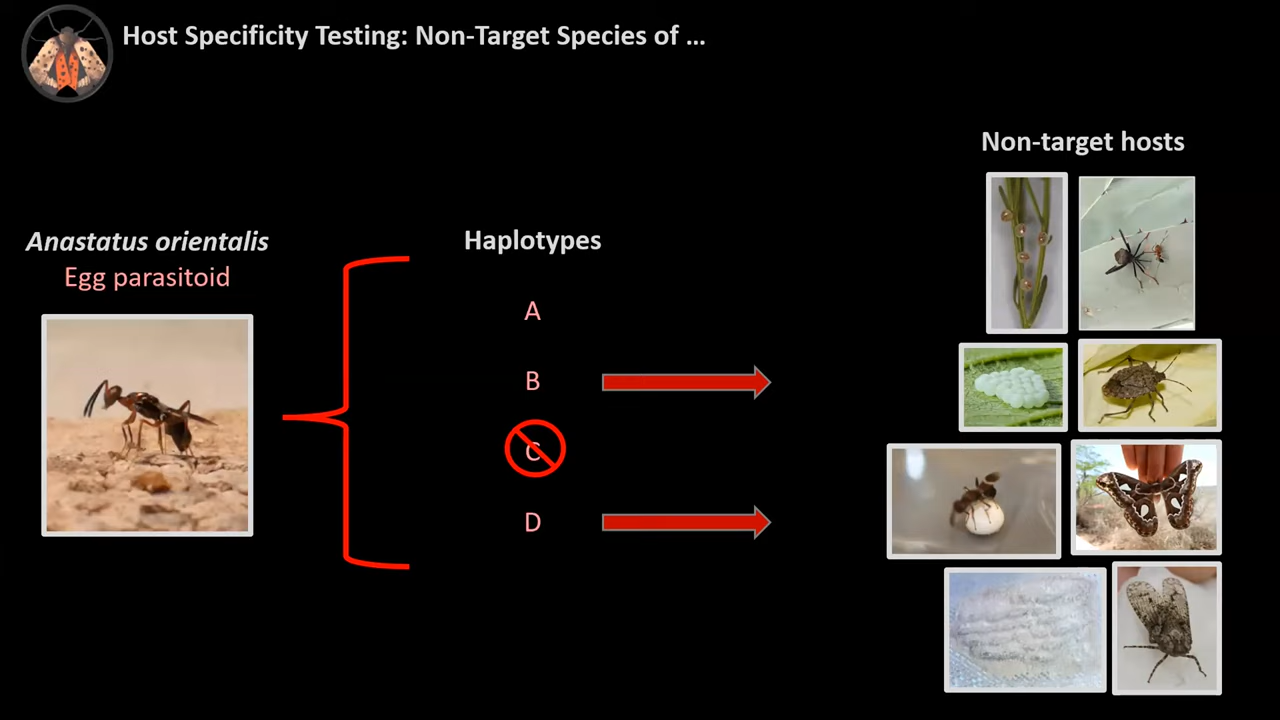 Host Specificity Testing: Non-Target Species of ...
Non-target hosts
Anastatus orientalis
Egg parasitoid
Haplotypes
A
B
C
D